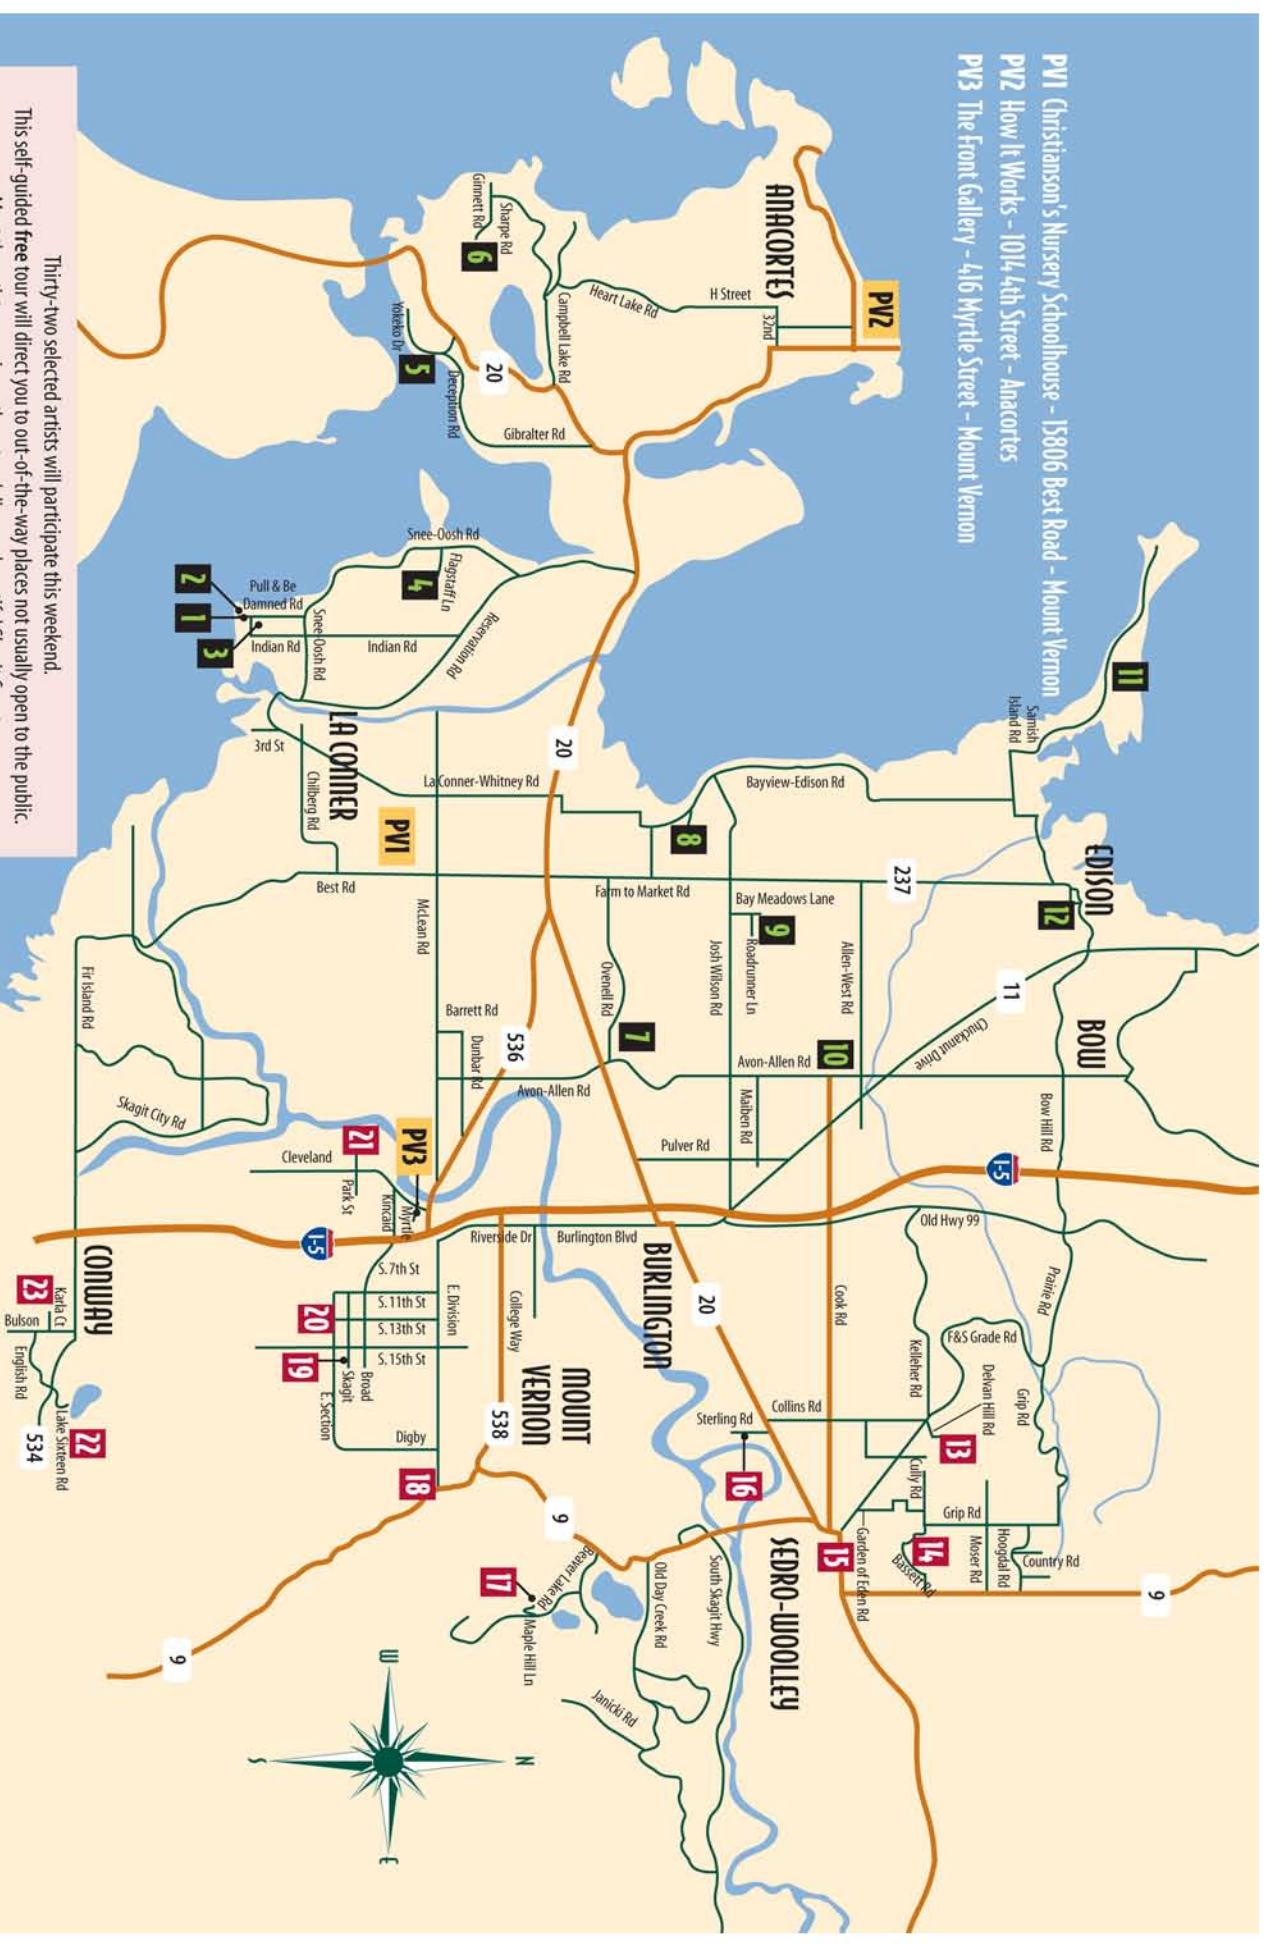 PV1 Christianson's Nursery Schoolhouse - 15806 Best Road - Mount Vernon
PV2 How It Works - 1014 4th Street - Anacortes
PV3 The Front Gallery - 416 Myrtle Street - Mount Vernon
ANACORTES
PV2
H Street
32nd
Heart Lake Rd
Campbell Lake Rd
Sharpe Rd
Ginnett Rd
6
20
Yokeko Dr
5
Deception Rd
Gibralter Rd
Snee-Oosh Rd
Flagstaff Ln
4
Reservation Rd
Pull & Be
Damned Rd
Snee-Oosh Rd
Indian Rd
Indian Rd
2
1
3
LA CONNER
3rd St
Chilberg Rd
La Conner-Whitney Rd
20
PV1
Best Rd
McLean Rd
11
Samish
Island Rd
Bayview-Edison Rd
8
EDISON
12
237
Farm to Market Rd
Bay Meadows Lane
9
Roadrunner Ln
Josh Wilson Rd
Allen-West Rd
Ovenell Rd
7
10
Avon-Allen Rd
11
Chuckanut Drive
BOW
Bow Hill Rd
Maiben Rd
Pulver Rd
Barrett Rd
Dunbar Rd
536
Avon-Allen Rd
Fir Island Rd
Skagit City Rd
PV3
21
Cleveland
Park St
Kincaid
Myrtle
I-5
I-5
Old Hwy 99
Prairie Rd
BURLINGTON
Burlington Blvd
Riverside Dr
College Way
20
Cook Rd
S. 7th St
S. 11th St
S. 13th St
S. 15th St
E. Division
20
19
Skagit
Broad
E. Section
Digby
18
MOUNT
VERNON
538
CONWAY
23
Karla Ct
Bulson
English Rd
Lake Sixteen Rd
22
534
F&S Grade Rd
Kelleher Rd
Delvan Hill Rd
Grip Rd
Collins Rd
Sterling Rd
13
16
Cully Rd
Grip Rd
14
Bassett Rd
Moser Rd
Hoogdal Rd
Country Rd
Garden of Eden Rd
15
SEDRO-WOOLLEY
9
9
South Skagit Hwy
Old Day Creek Rd
Beaver Lake Rd
17
Maple Hill Ln
Janicki Rd
9
N
W
E
S
Thirty-two selected artists will participate this weekend.
This self-guided free tour will direct you to out-of-the-way places not usually open to the public.